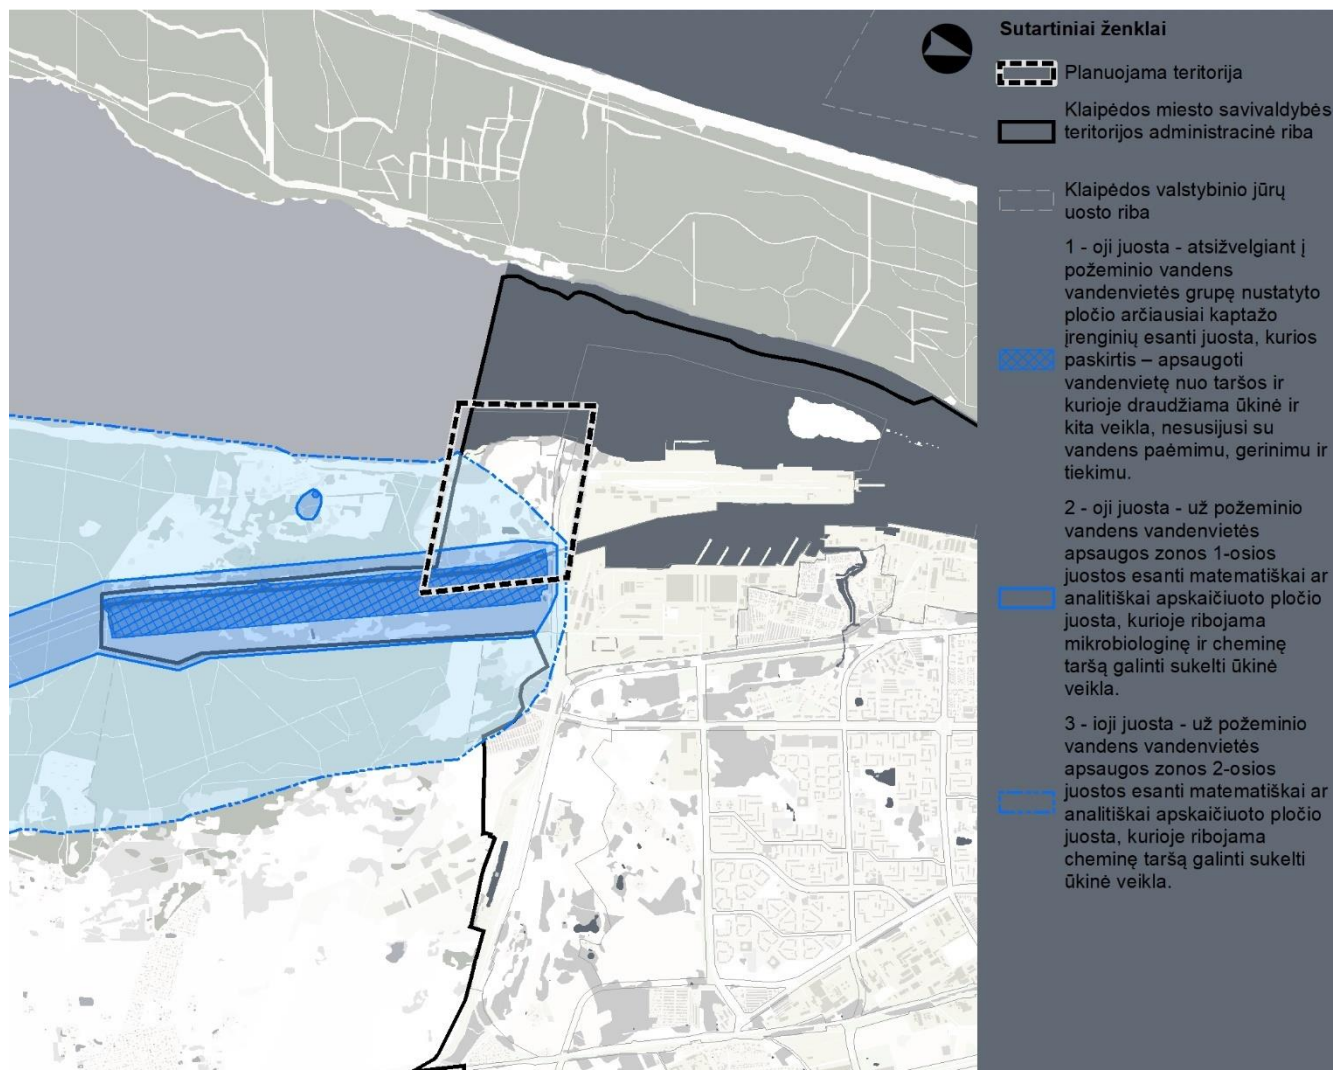 Sutartiniai ženklai
Planuojama teritorija
Klaipėdos miesto savivaldybės
teritorijos administracinė riba
Klaipėdos valstybinio jūrų
uosto riba
1 - oji juosta - atsižvelgiant į
požeminio vandens
vandenvietės grupę nustatyto
pločio arčiausiai kaptažo
įrenginių esanti juosta, kurios
paskirtis – apsaugoti
vandenvietę nuo taršos ir
kurioje draudžiama ūkinė ir
kita veikla, nesusijusi su
vandens paėmimu, gerinimu ir
tiekimu.
2 - oji juosta - už požeminio
vandens vandenvietės
apsaugos zonos 1-osios
juostos esanti matematiškai ar
analitiškai apskaičiuoto pločio
juosta, kurioje ribojama
mikrobiologinę ir cheminę
taršą galinti sukelti ūkinė
veikla.
3 - ioji juosta - už požeminio
vandens vandenvietės
apsaugos zonos 2-osios
juostos esanti matematiškai ar
analitiškai apskaičiuoto pločio
juosta, kurioje ribojama
cheminę taršą galinti sukelti
ūkinė veikla.